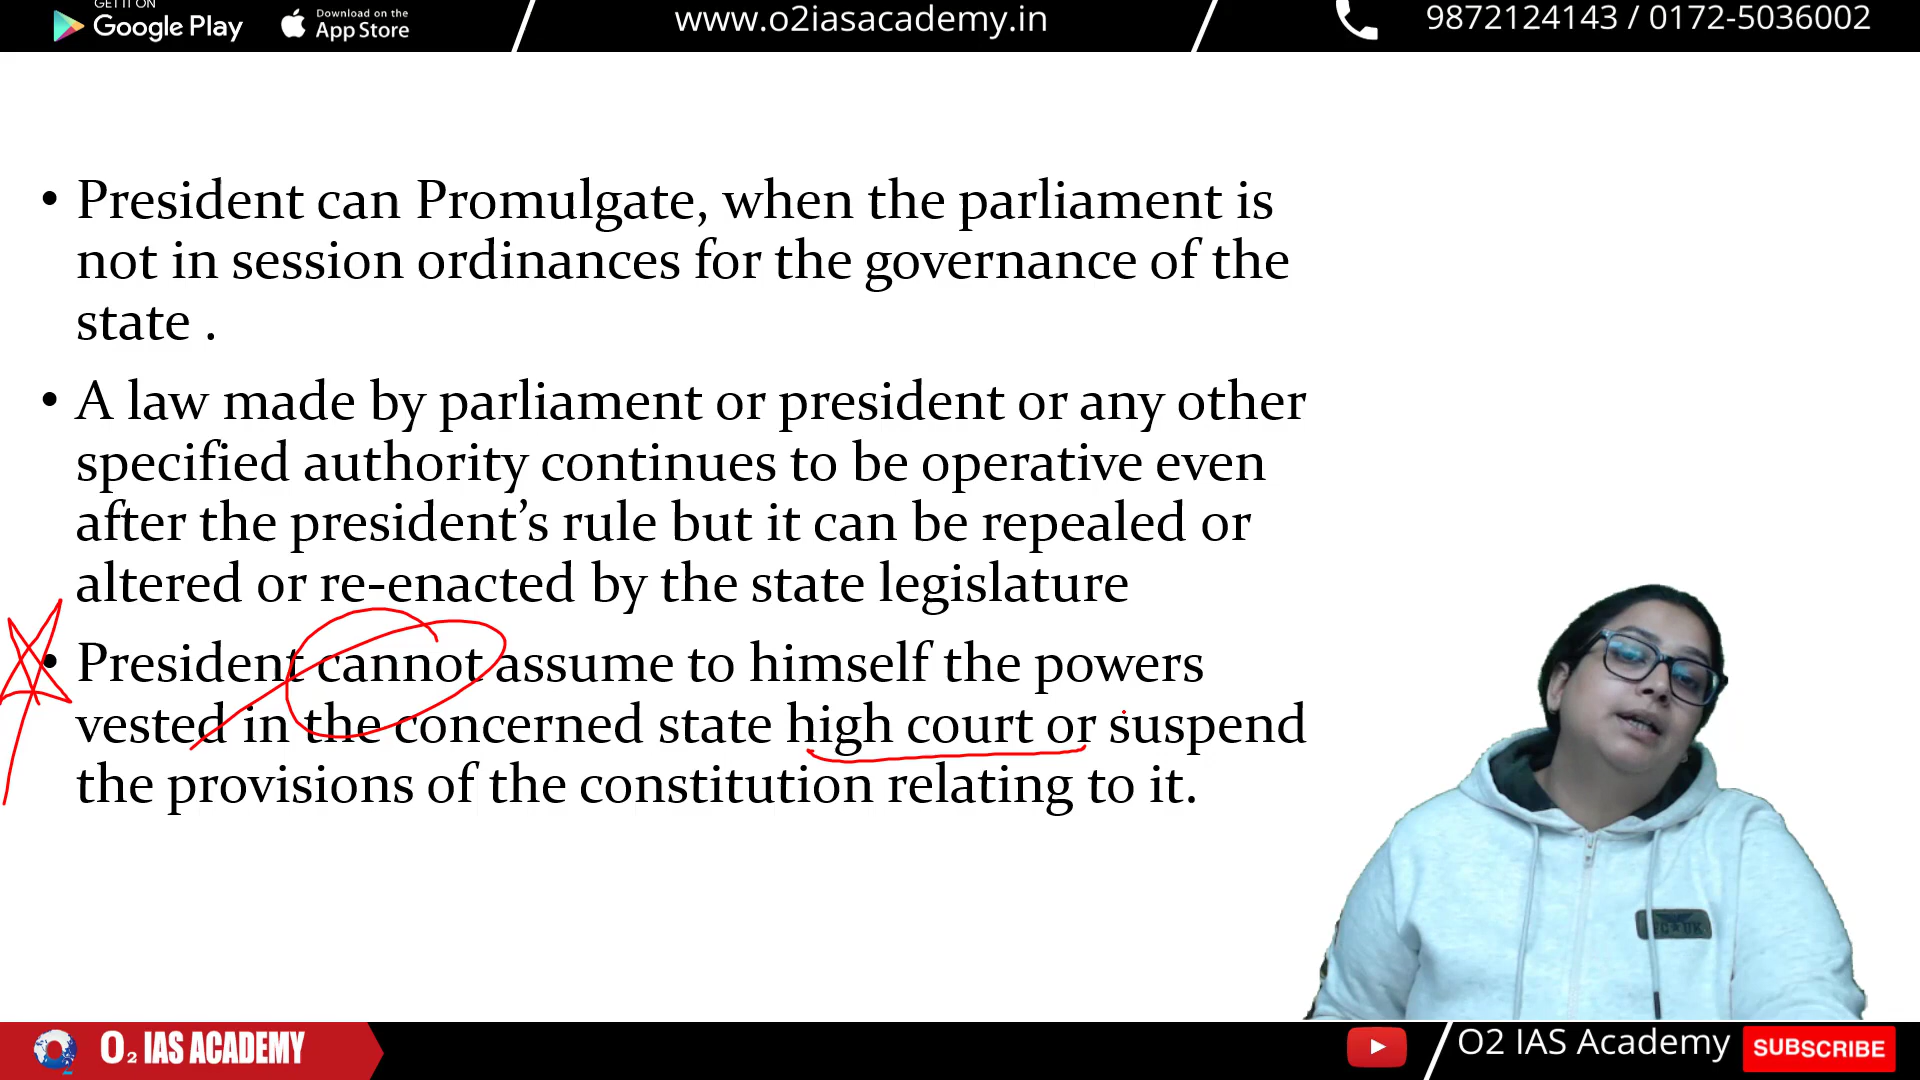 GET IT ON
Google Play
Download on the
App Store
www.o2iasacademy.in
9872124143 / 0172-5036002
• President can Promulgate, when the parliament is
not in session ordinances for the governance of the
state .
• A law made by parliament or president or any other
specified authority continues to be operative even
after the president’s rule but it can be repealed or
altered or re-enacted by the state legislature
• President cannot assume to himself the powers
vested in the concerned state high court or suspend
the provisions of the constitution relating to it.
O2 IAS ACADEMY
O2 IAS Academy
SUBSCRIBE